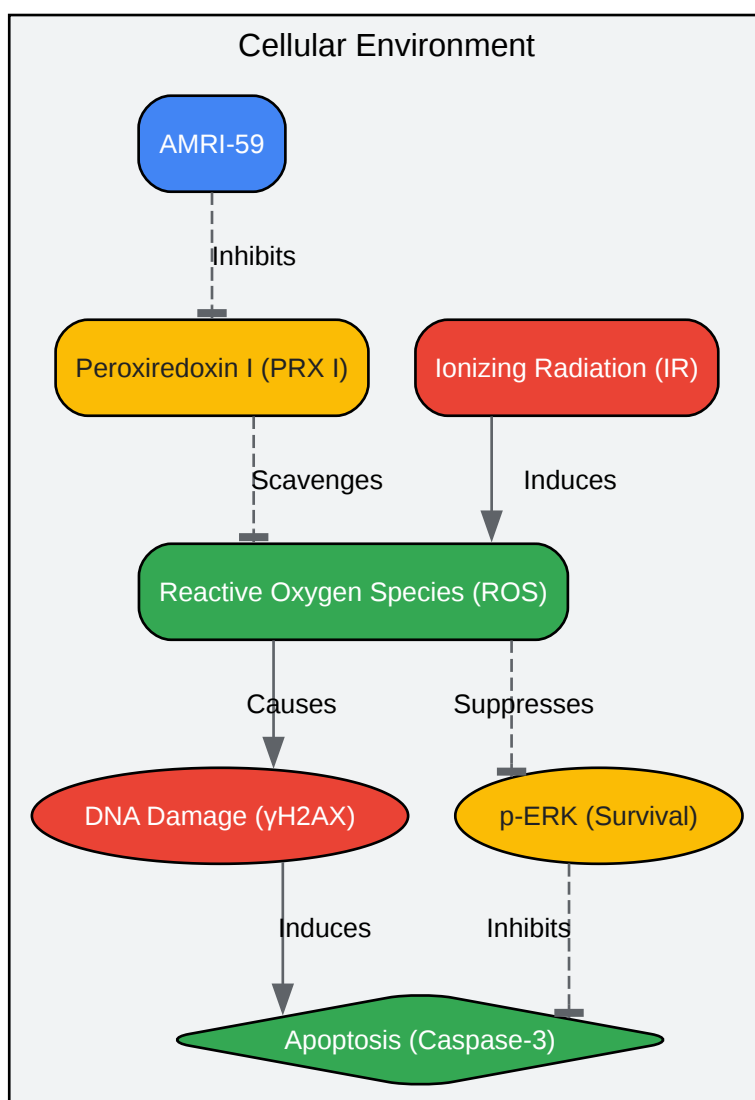 Cellular Environment
AMRI-59
Inhibits
Peroxiredoxin I (PRX I)
Ionizing Radiation (IR)
Scavenges
Induces
Reactive Oxygen Species (ROS)
Causes
Suppresses
DNA Damage (γH2AX)
p-ERK (Survival)
Induces
Inhibits
Apoptosis (Caspase-3)